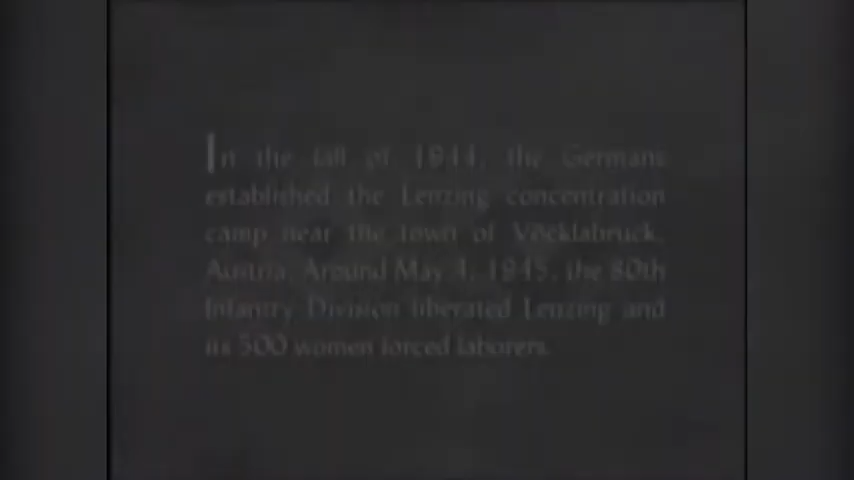 In the fall of 1944, the Germans
established the Lenzing concentration
camp near the town of Vöcklabruck,
Austria. Around May 4, 1945, the 80th
Infantry Division liberated Lenzing and
its 500 women forced laborers.